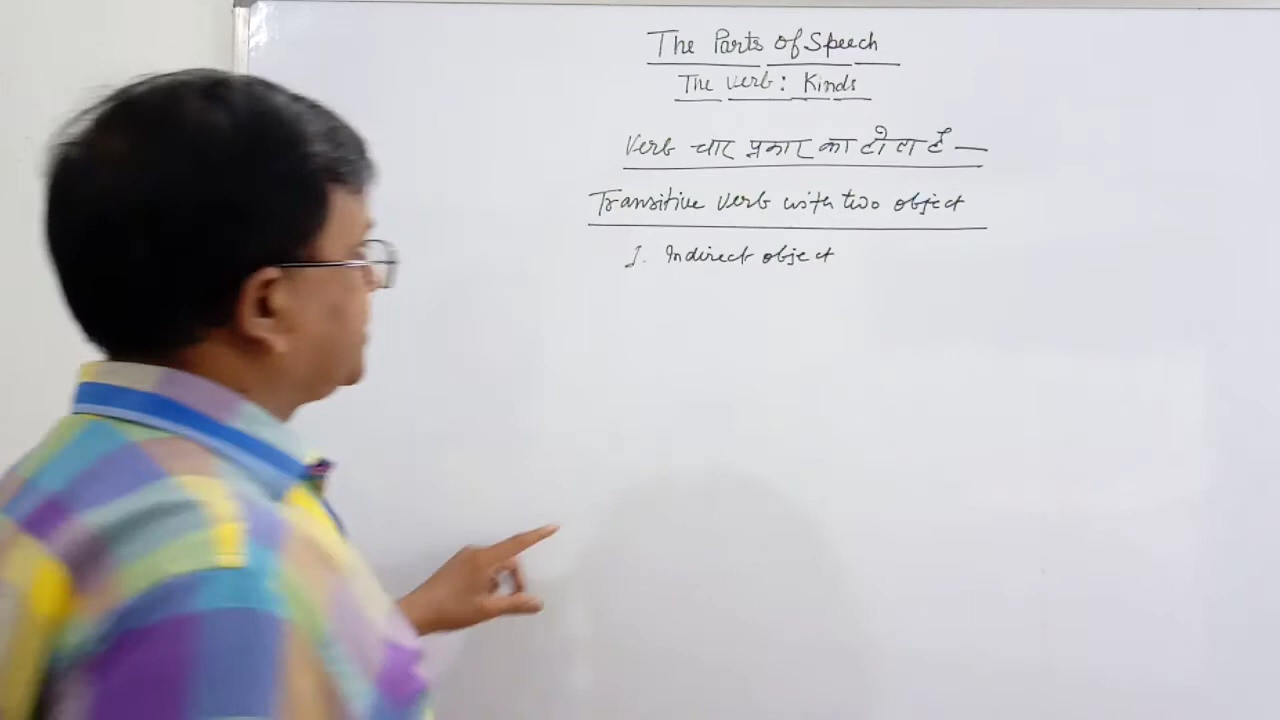 The Parts of Speech
The Verb: Kinds
Verb चार प्रकार का होता है —
Transitive Verb with two object
1. Indirect object